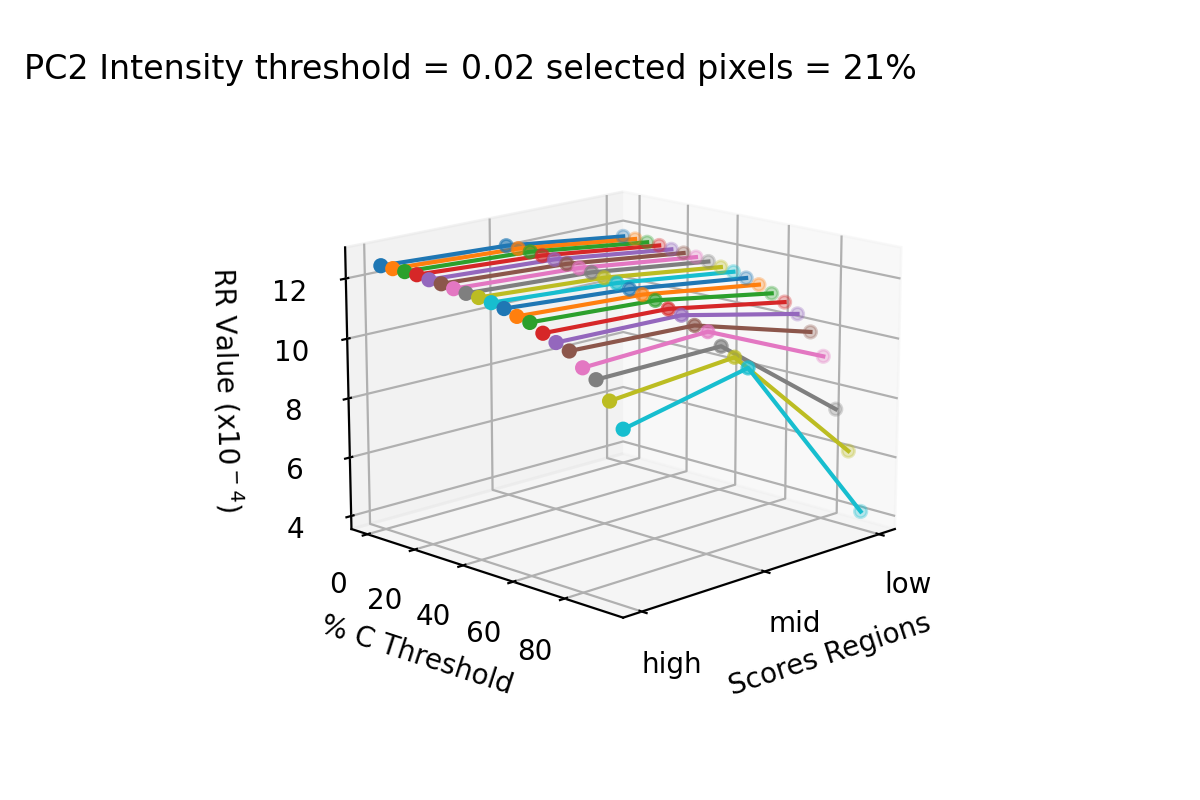 PC2 Intensity threshold = 0.02 selected pixels = 21%
RR Value (x10⁻⁴)
12
10
8
6
4
0
20
40
60
80
% C Threshold
high
mid
low
Scores Regions